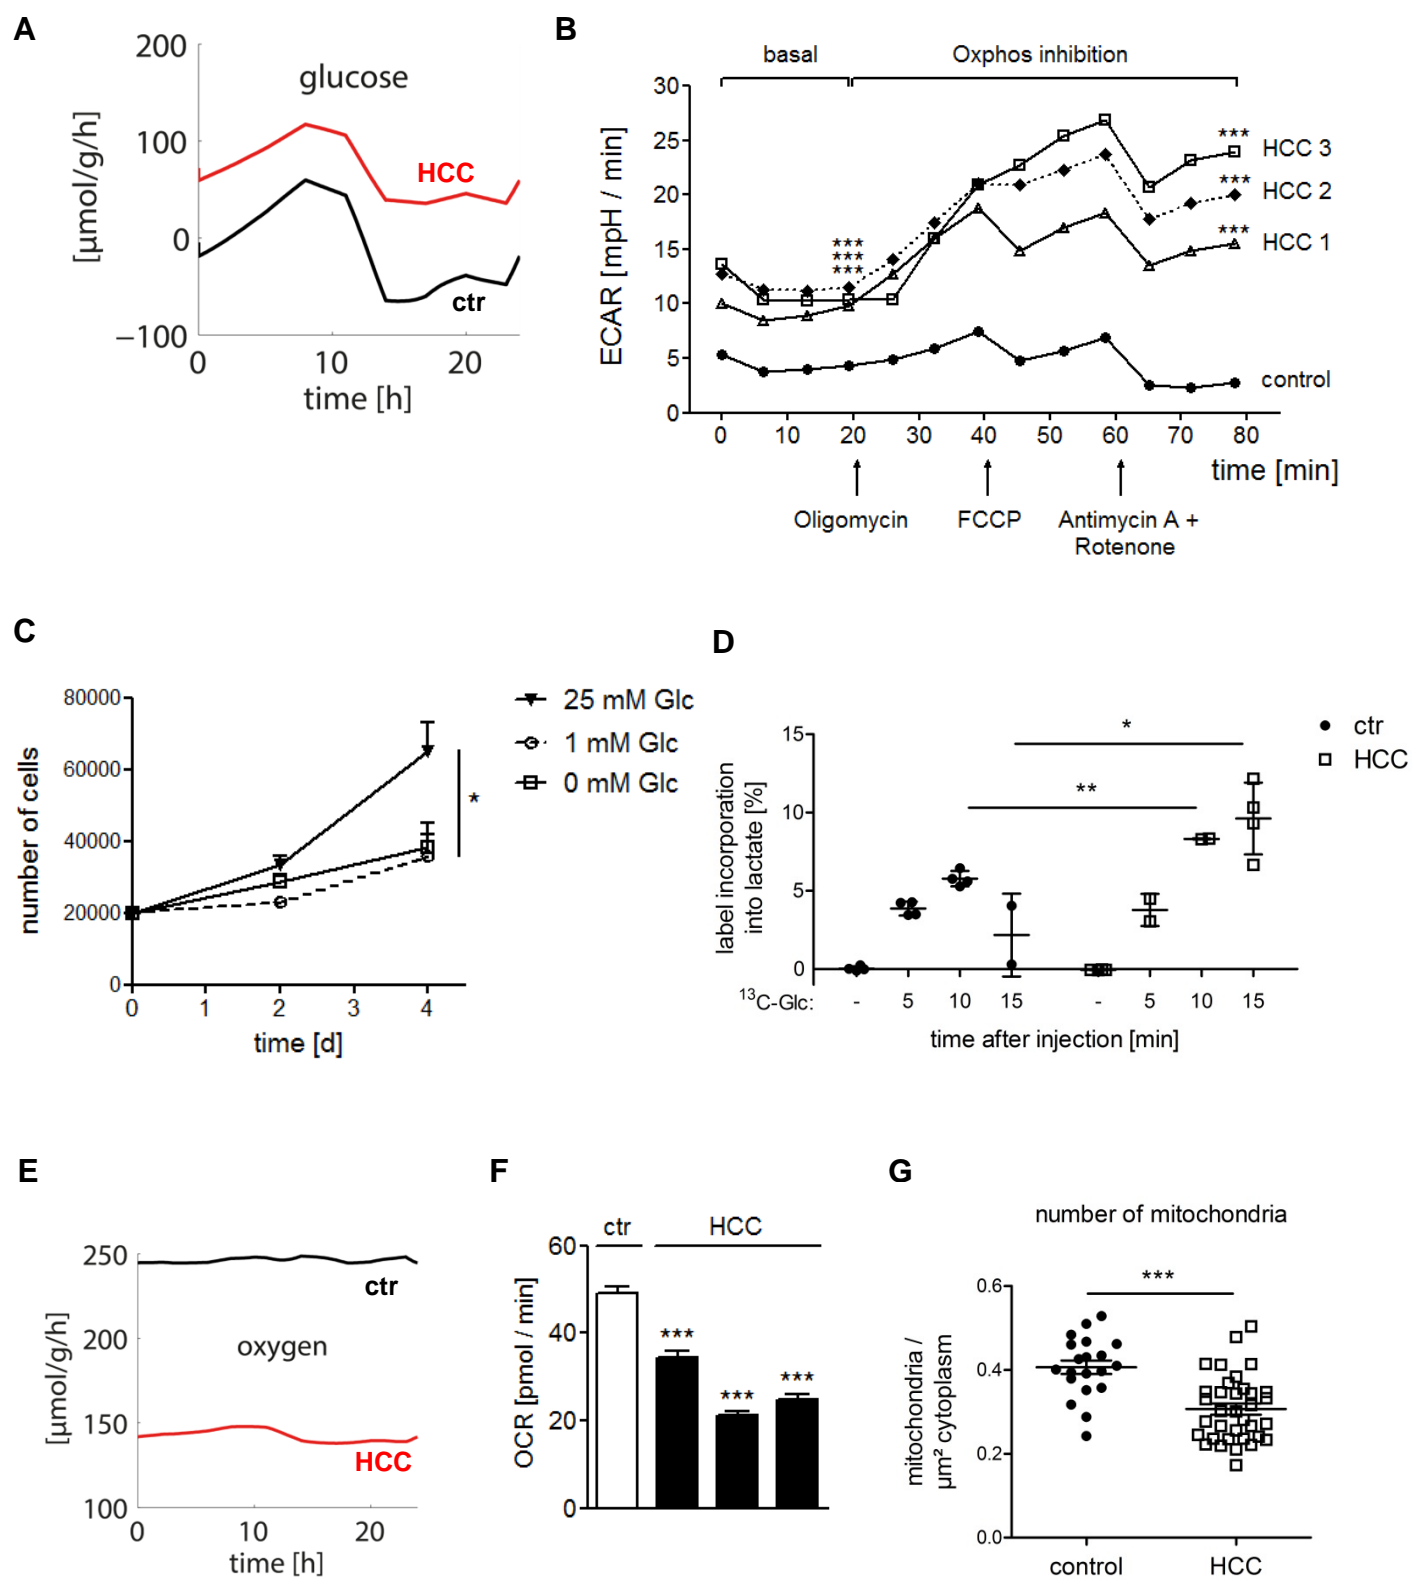 A
glucose
[µmol/g/h]
200
100
0
−100
HCC
ctr
0
10
20
time [h]
B
basal
Oxphos inhibition
ECAR [mpH / min]
30
25
20
15
10
5
0
***
***
***
***
HCC 3
***
HCC 2
***
HCC 1
control
0 10 20 30 40 50 60 70 80
time [min]
Oligomycin
FCCP
Antimycin A +
Rotenone
C
number of cells
80000
60000
40000
20000
0
*
25 mM Glc
1 mM Glc
0 mM Glc
0 1 2 3 4
time [d]
D
label incorporation
into lactate [%]
15
10
5
0
*
**
ctr
HCC
13C-Glc: - 5 10 15 - 5 10 15
time after injection [min]
E
[µmol/g/h]
250
200
150
100
ctr
oxygen
HCC
0 10 20
time [h]
F
ctr
HCC
OCR [pmol / min]
60
40
20
0
***
***
***
G
number of mitochondria
mitochondria /
µm² cytoplasm
***
0.6
0.4
0.2
0.0
control
HCC